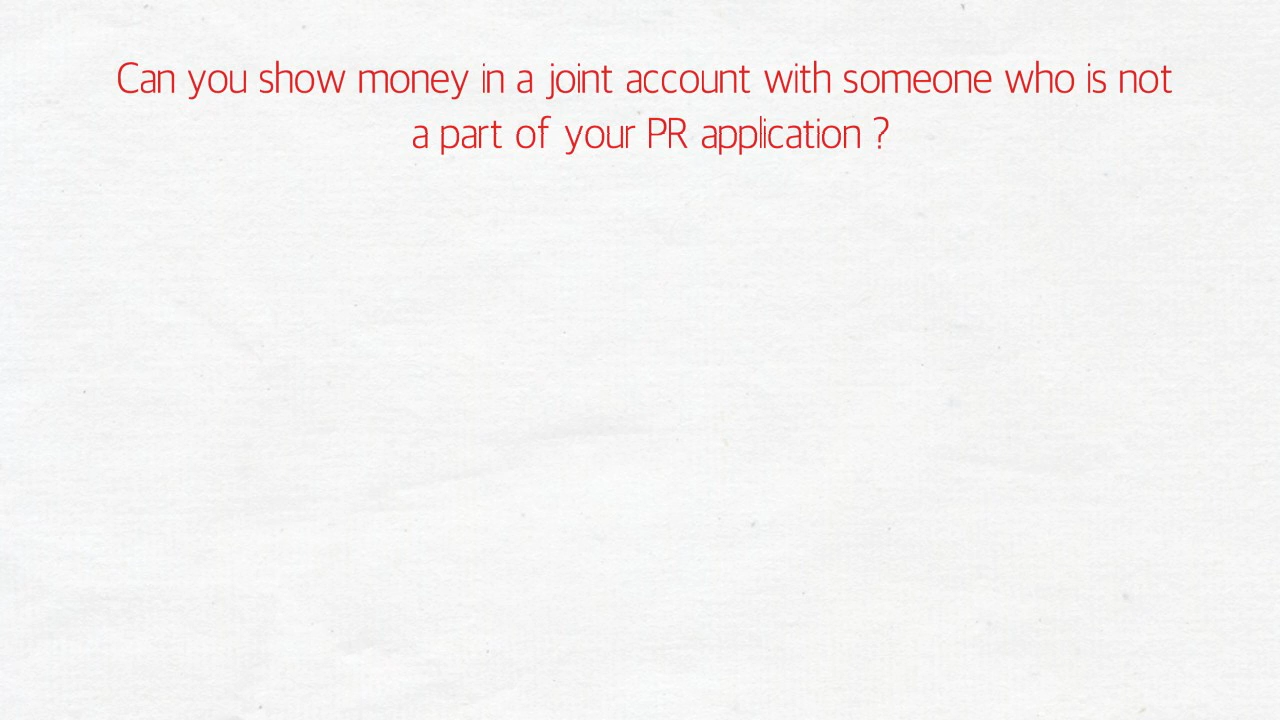 Can you show money in a joint account with someone who is not
a part of your PR application ?